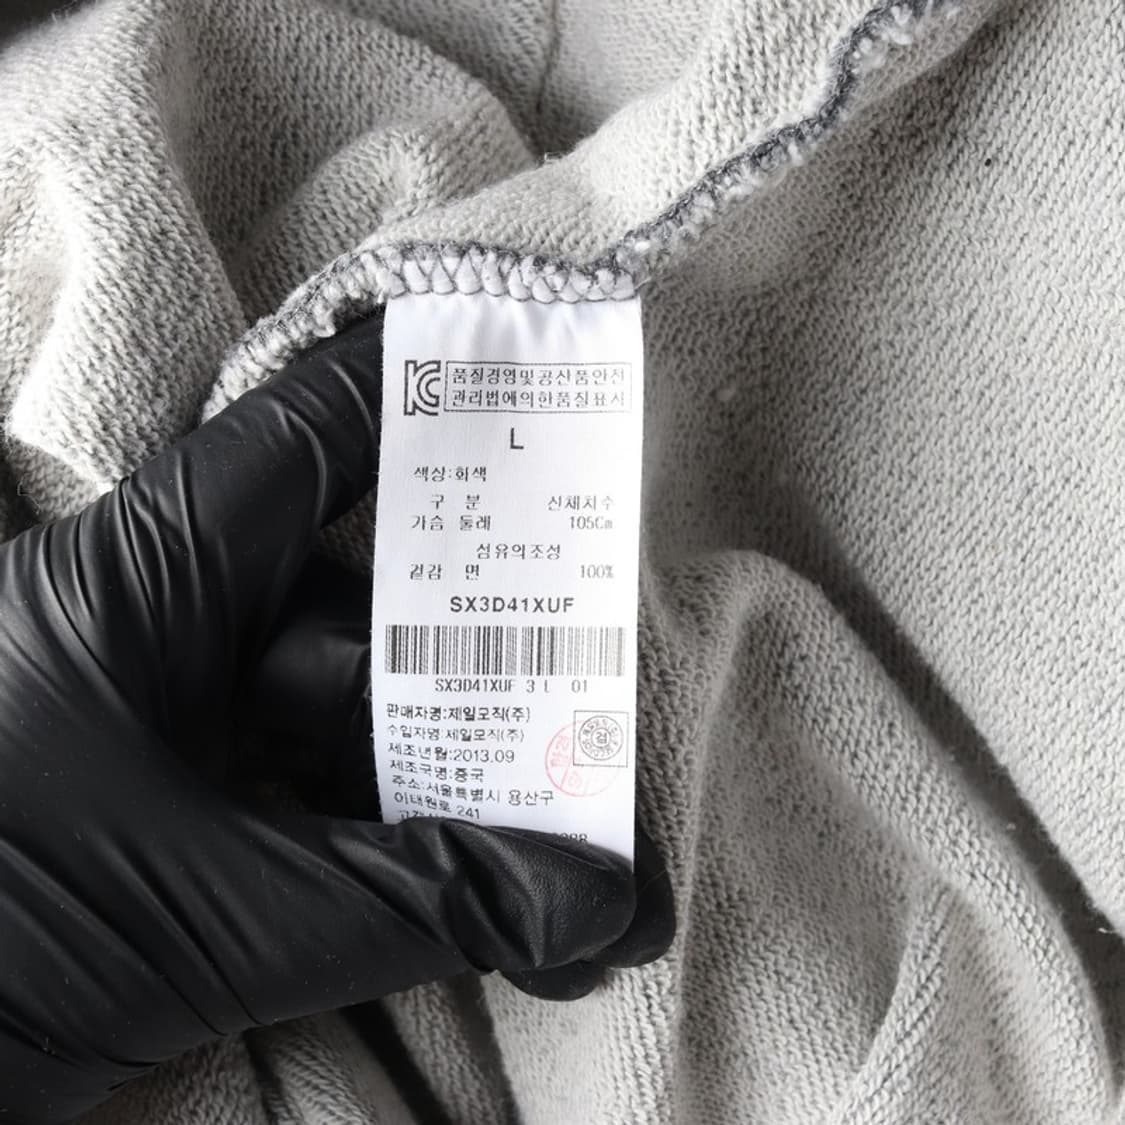 KC 품질경영및공산품안전
관리법에의한품질표시
L
색상:회색
구 분 신체치수
가슴 둘레 105Cm
섬유의조성
겉감 면 100%
SX3D41XUF
SX3D41XUF 3 L 01
판매자명:제일모직(주)
수입자명:제일모직(주)
제조년월:2013.09
제조국명:중국
주소:서울특별시 용산구
이태원로 241
검